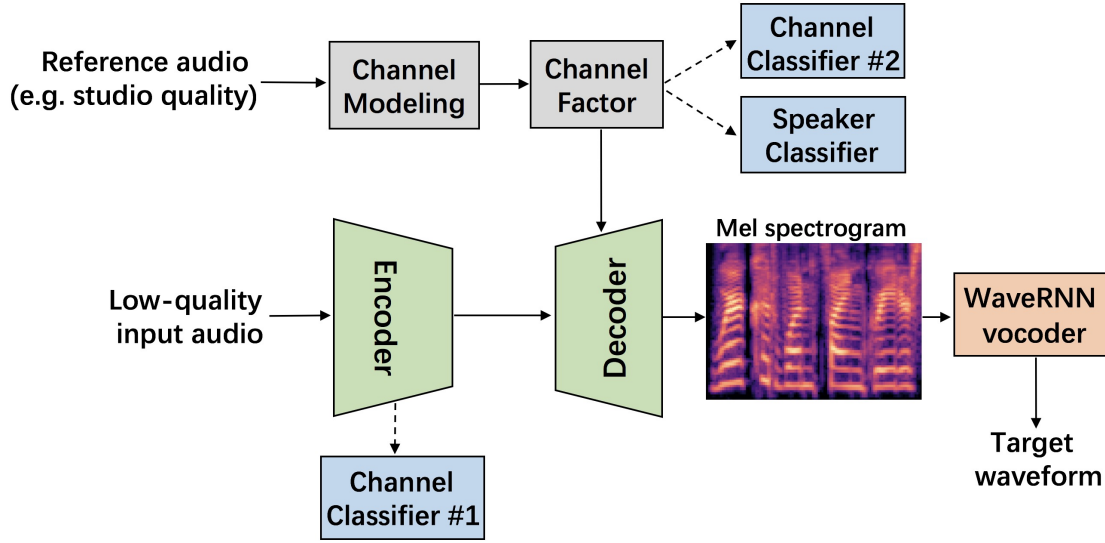 Reference audio
(e.g. studio quality)
Channel
Modeling
Channel
Factor
Channel
Classifier #2
Speaker
Classifier
Low-quality
input audio
Encoder
Decoder
Mel spectrogram
WaveRNN
vocoder
Target
waveform
Channel
Classifier #1